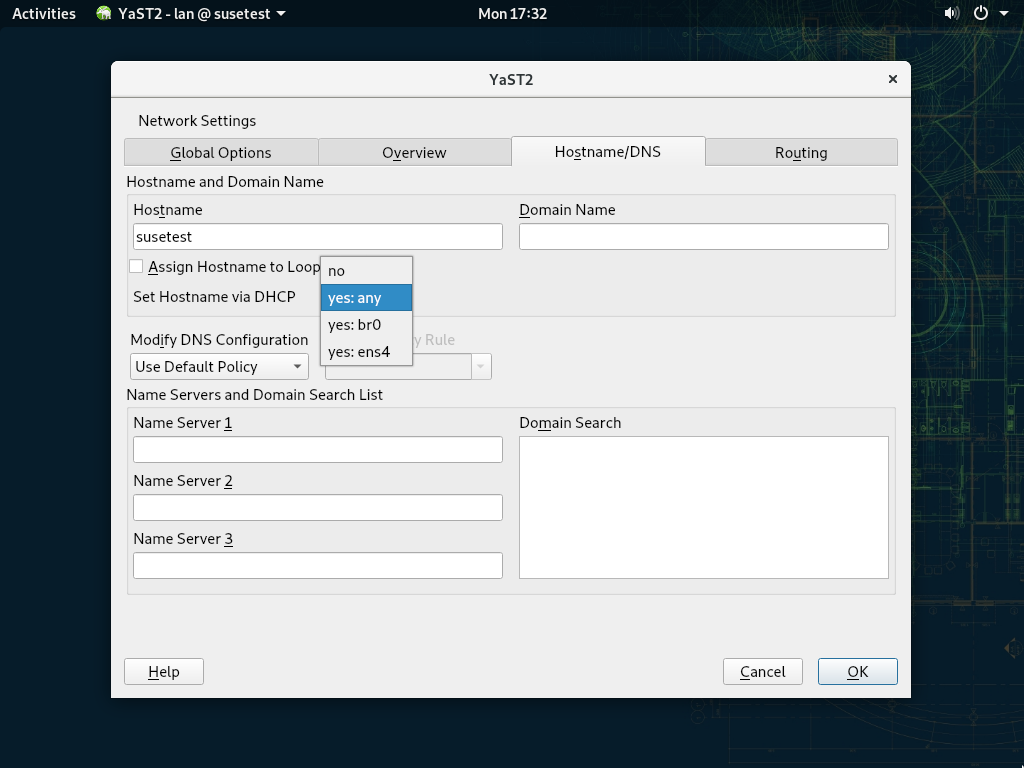 Activities YaST2 - lan @ susetest Mon 17:32
YaST2
Network Settings
Global Options Overview Hostname/DNS Routing
Hostname and Domain Name
Hostname Domain Name
susetest
Assign Hostname to Loop
no
Set Hostname via DHCP yes: any
yes: br0
Modify DNS Configuration Rule
yes: ens4
Use Default Policy
Name Servers and Domain Search List
Name Server 1 Domain Search
Name Server 2
Name Server 3
Help Cancel OK